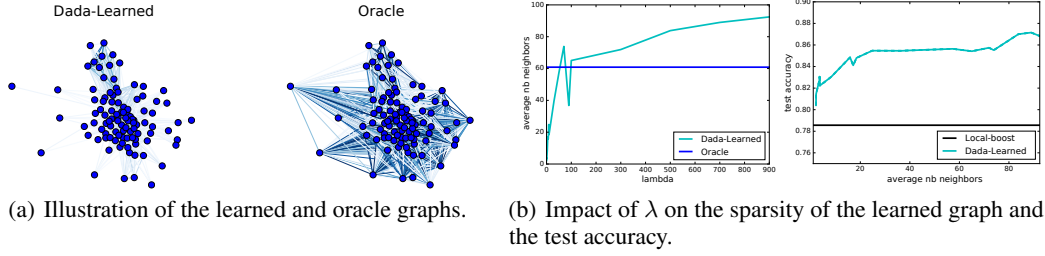 Dada-Learned
Oracle
100
80
60
40
20
0
average nb neighbors
0 100 200 300 400 500 600 700 800 900
lambda
Dada-Learned
Oracle
0.90
0.88
0.86
0.84
0.82
0.80
0.78
0.76
test accuracy
0 20 40 60 80
average nb neighbors
Local-boost
Dada-Learned
(a) Illustration of the learned and oracle graphs.
(b) Impact of λ on the sparsity of the learned graph and
the test accuracy.